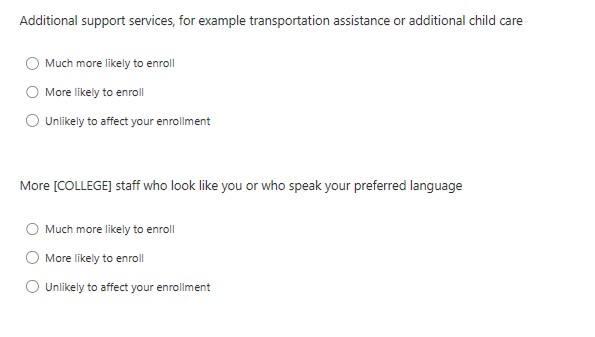 Additional support services, for example transportation assistance or additional child care
Much more likely to enroll
More likely to enroll
Unlikely to affect your enrollment
More [COLLEGE] staff who look like you or who speak your preferred language
Much more likely to enroll
More likely to enroll
Unlikely to affect your enrollment